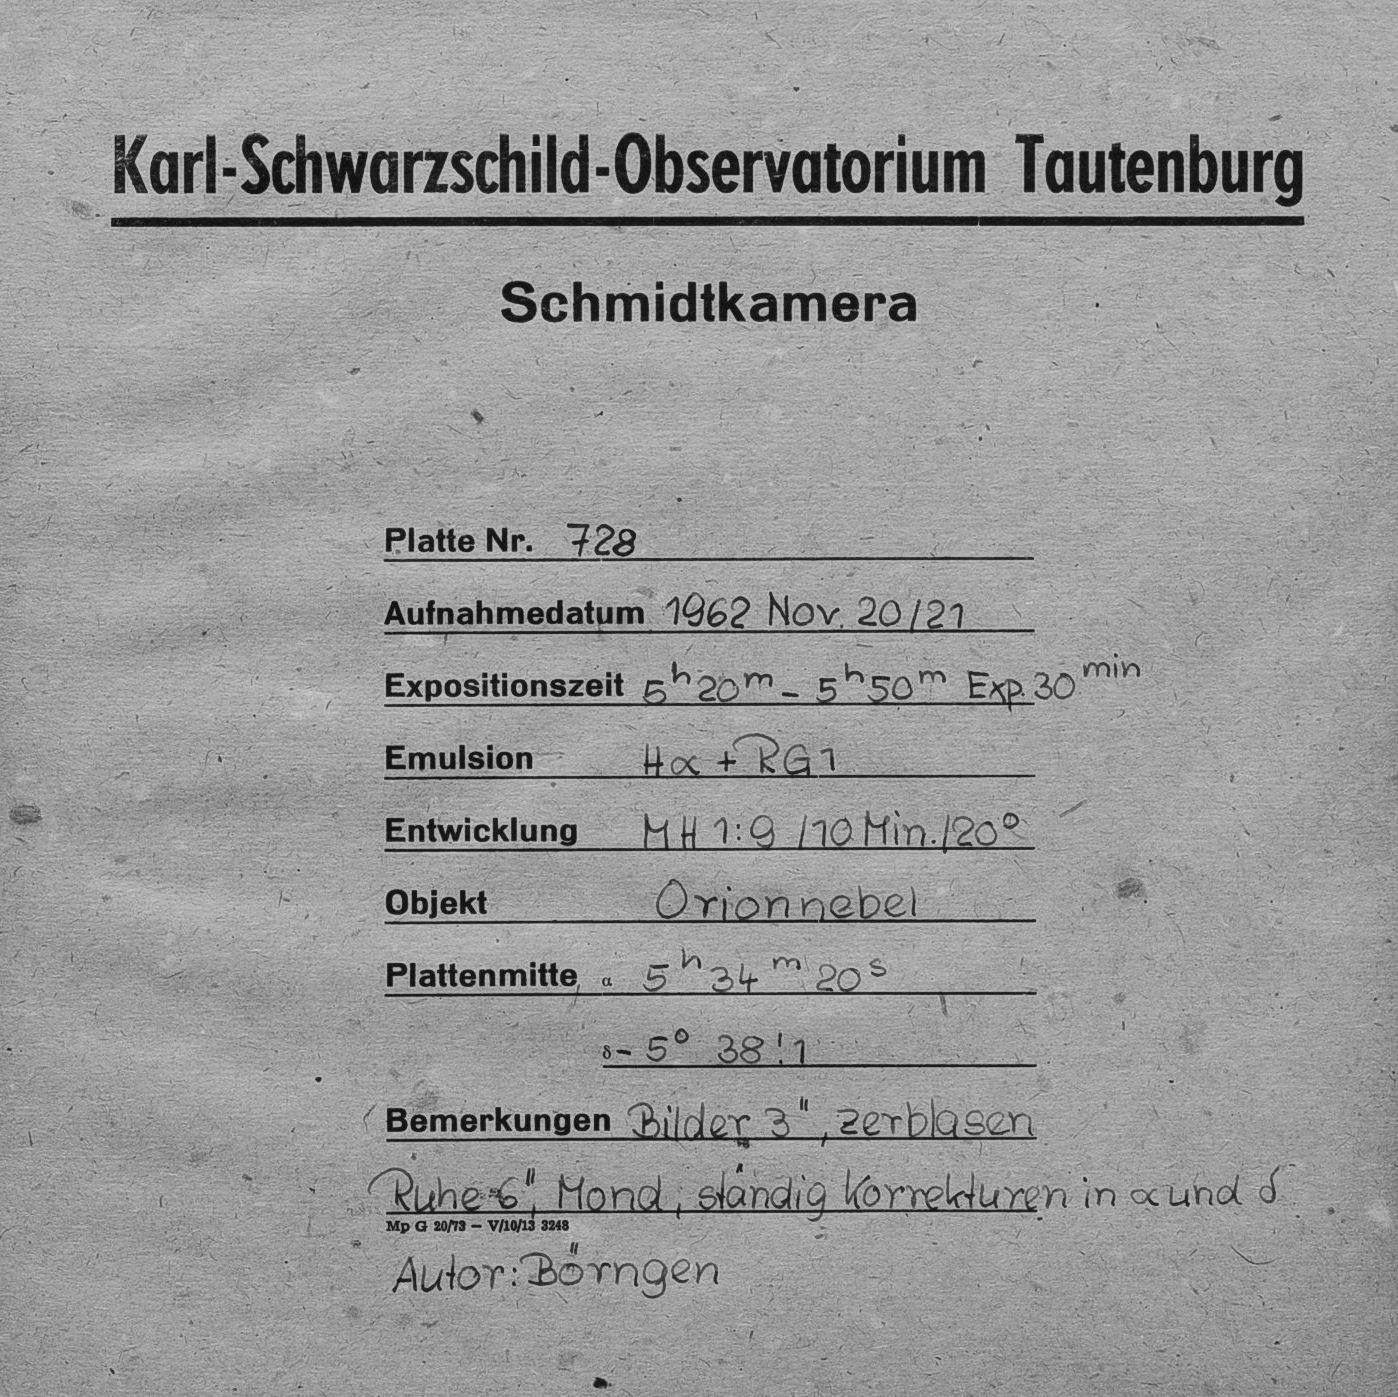 Karl-Schwarzschild-Observatorium Tautenburg
Schmidtkamera
Platte Nr. 728
Aufnahmedatum 1962 Nov. 20/21
Expositionszeit 5ʰ20ᵐ – 5ʰ50ᵐ Exp. 30 ᵐⁱⁿ
Emulsion Hα + RG1
Entwicklung MH 1:9 /10 Min./20°
Objekt Orionnebel
Plattenmitte α 5ʰ 34ᵐ 20ˢ
δ – 5° 38!1
Bemerkungen Bilder 3", zerblasen
Ruhe 6", Mond, ständig Korrekturen in α und δ
Mp G 20/73 – V/10/13 3248
Autor: Börngen